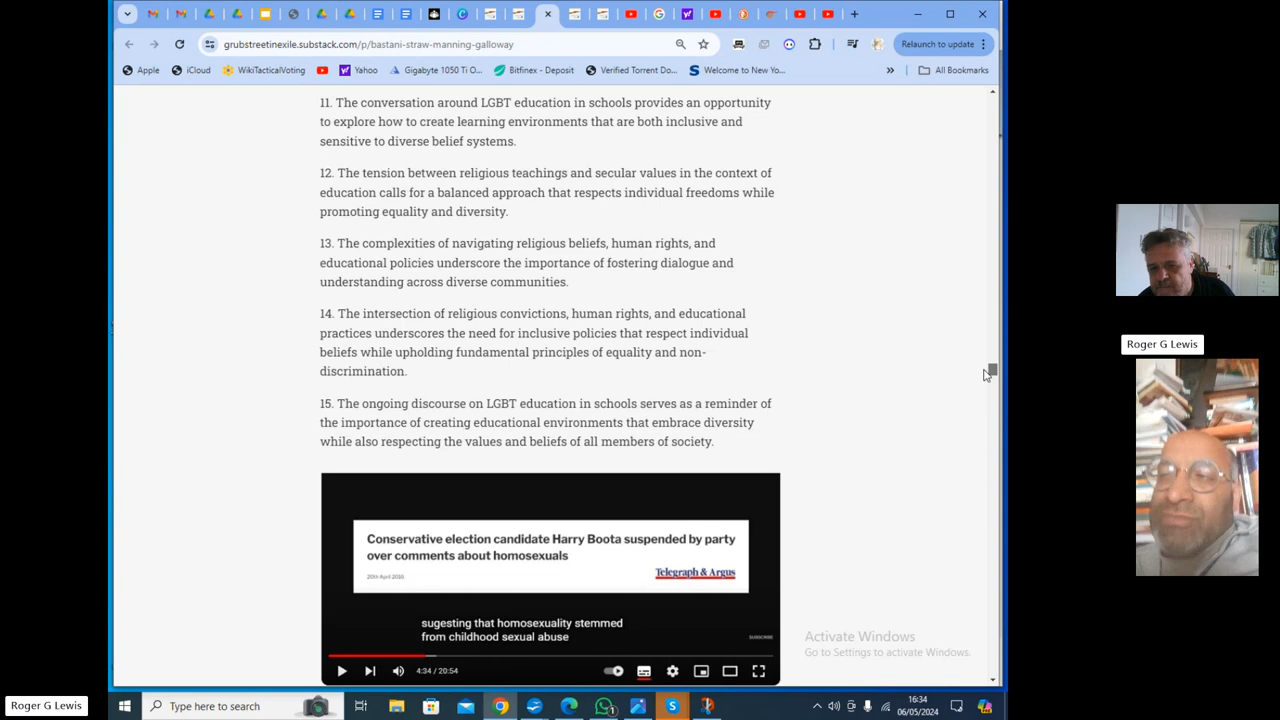 grubstreetinexile.substack.com/p/bastani-straw-manning-galloway
Relaunch to update
Apple
iCloud
WikiTacticalVoting
Yahoo
Gigabyte 1050 Ti O...
Bitfinex - Deposit
Verified Torrent Do...
Welcome to New Yo...
»
All Bookmarks
11. The conversation around LGBT education in schools provides an opportunity
to explore how to create learning environments that are both inclusive and
sensitive to diverse belief systems.
12. The tension between religious teachings and secular values in the context of
education calls for a balanced approach that respects individual freedoms while
promoting equality and diversity.
13. The complexities of navigating religious beliefs, human rights, and
educational policies underscore the importance of fostering dialogue and
understanding across diverse communities.
14. The intersection of religious convictions, human rights, and educational
practices underscores the need for inclusive policies that respect individual
beliefs while upholding fundamental principles of equality and non-
discrimination.
15. The ongoing discourse on LGBT education in schools serves as a reminder of
the importance of creating educational environments that embrace diversity
while also respecting the values and beliefs of all members of society.
Conservative election candidate Harry Boota suspended by party
over comments about homosexuals
20th April 2016
Telegraph & Argus
sugesting that homosexuality stemmed
from childhood sexual abuse
SUBSCRIBE
4:34 / 20:54
Activate Windows
Go to Settings to activate Windows.
Roger G Lewis
Roger G Lewis
Type here to search
16:34
06/05/2024